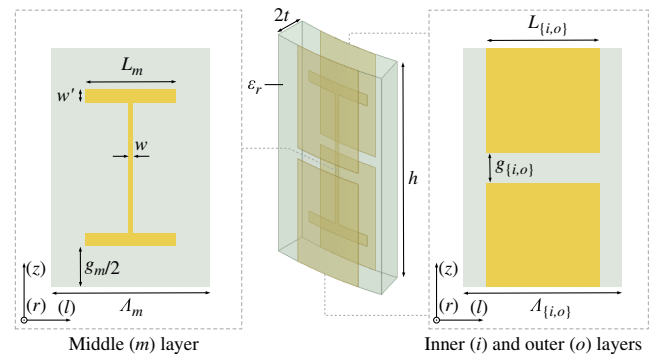 L_m
w'
w
g_m/2
(z)
(r) (l)
Λ_m
Middle (m) layer
2t
ε_r
h
L_{i,o}
g_{i,o}
(z)
(r) (l)
Λ_{i,o}
Inner (i) and outer (o) layers